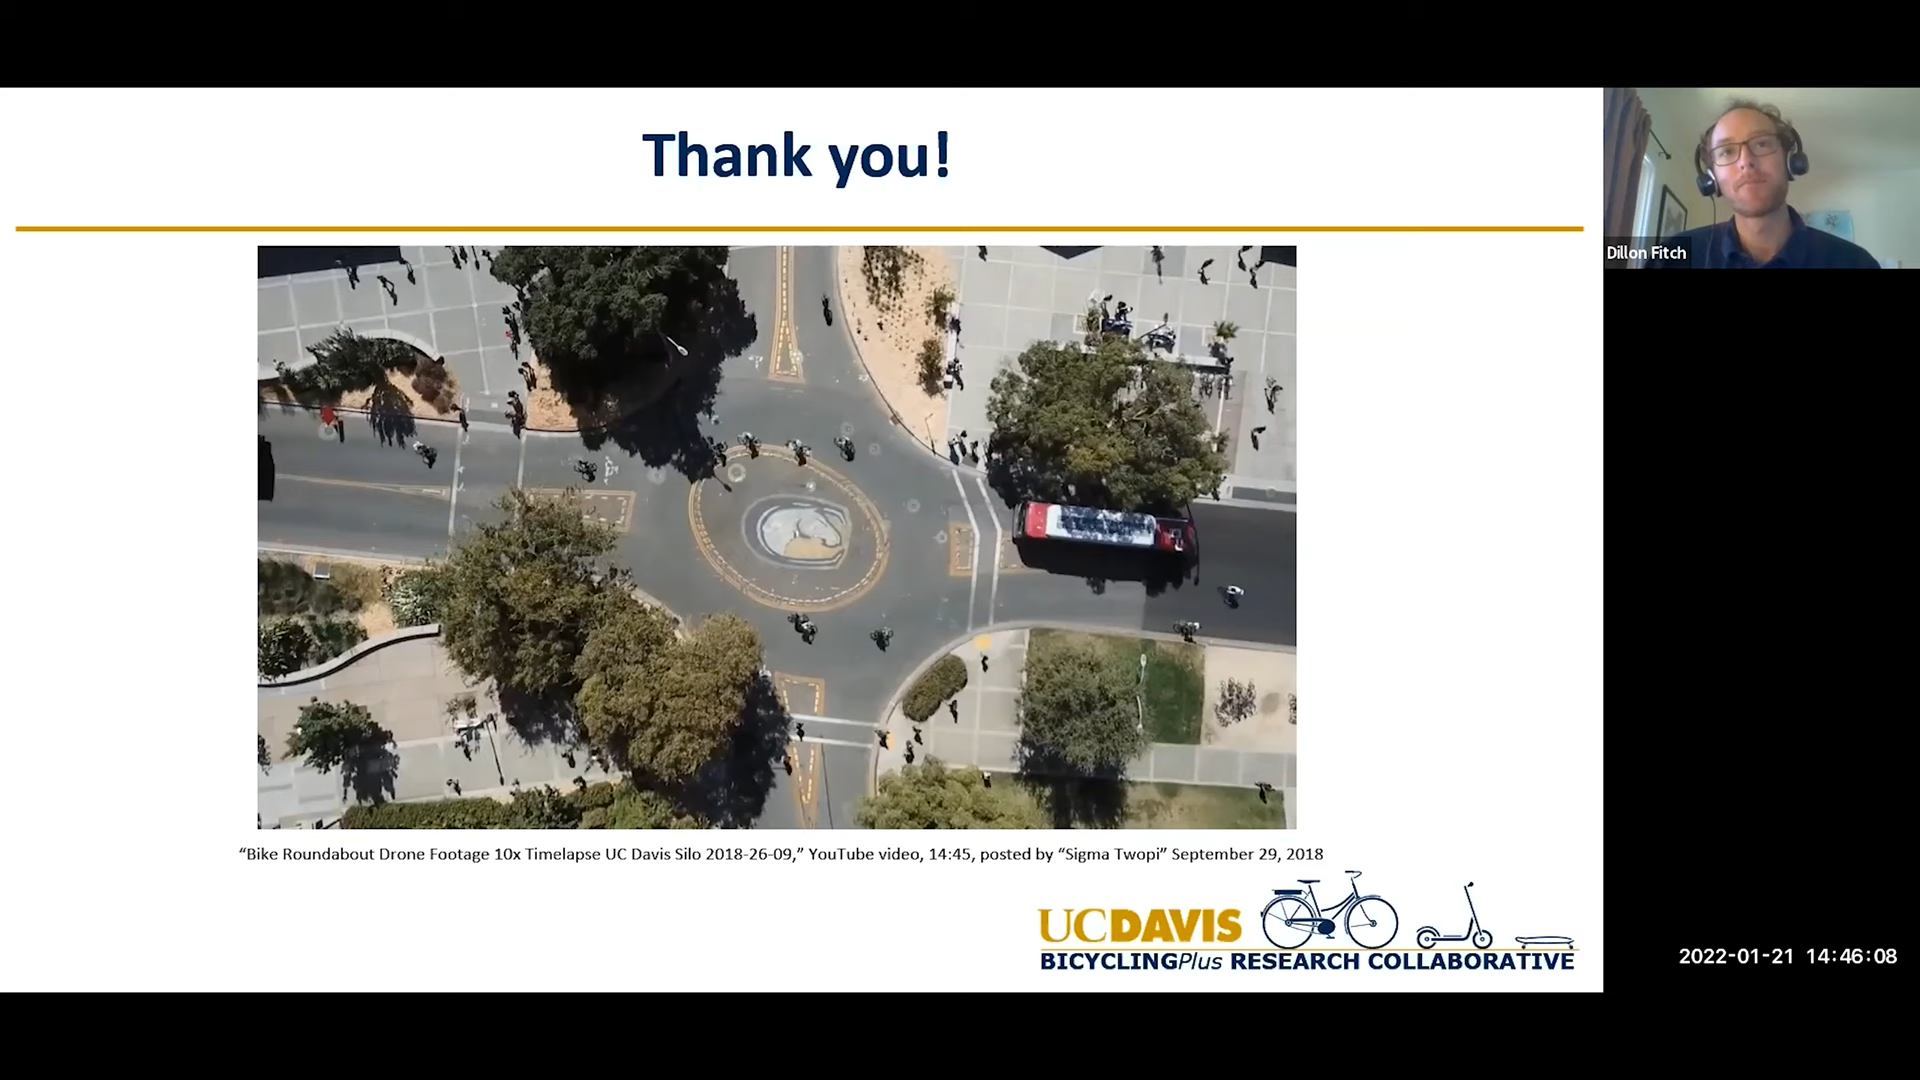 Thank you!
Dillon Fitch
“Bike Roundabout Drone Footage 10x Timelapse UC Davis Silo 2018-26-09,” YouTube video, 14:45, posted by “Sigma Twopi” September 29, 2018
UCDAVIS
BICYCLINGPlus RESEARCH COLLABORATIVE
2022-01-21 14:46:08